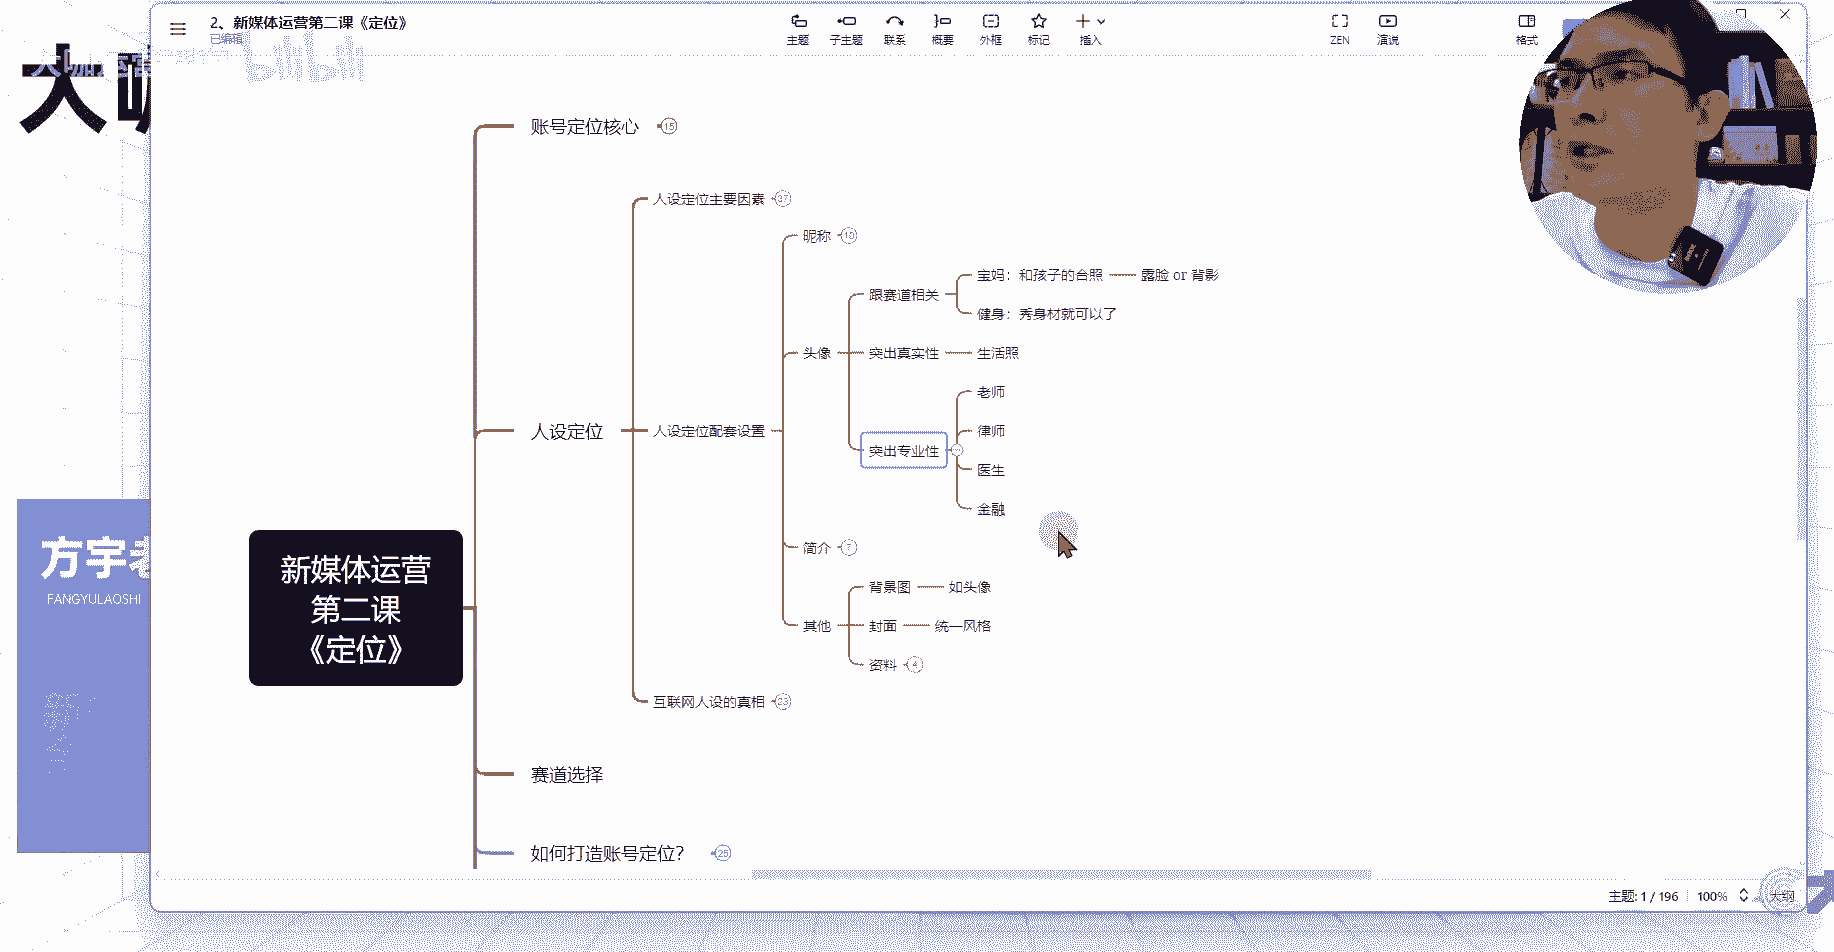 2、新媒体运营第二课《定位》
已编辑
主题
子主题
联系
概要
外框
标记
插入
ZEN
演说
格式
bilibili
大咖
账号定位核心 15
人设定位主要因素 37
昵称 10
宝妈：和孩子的合照 露脸 or 背影
跟赛道相关
健身：秀身材就可以了
头像
突出真实性 生活照
老师
人设定位
人设定位配套设置
律师
突出专业性
医生
金融
简介 7
新媒体运营
第二课
《定位》
背景图 如头像
其他
封面 统一风格
资料 4
互联网人设的真相 23
赛道选择
如何打造账号定位？ 25
方宇老
FANGYULAOSHI
主题: 1 / 196
100%
大纲